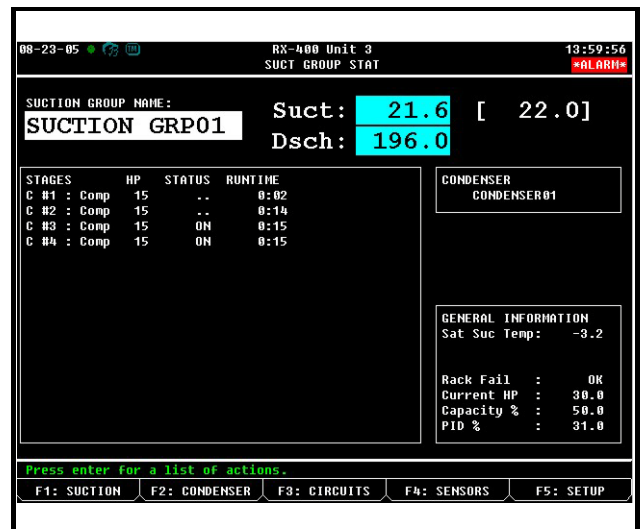 08-23-05 RX-400 Unit 3 13:59:56
SUCT GROUP STAT *ALARM*
SUCTION GROUP NAME:
SUCTION GRP01
Suct: 21.6 [ 22.0]
Dsch: 196.0
STAGES HP STATUS RUNTIME
C #1 : Comp 15 .. 0:02
C #2 : Comp 15 .. 0:14
C #3 : Comp 15 ON 0:15
C #4 : Comp 15 ON 0:15
CONDENSER
CONDENSER01
GENERAL INFORMATION
Sat Suc Temp: -3.2
Rack Fail : OK
Current HP : 30.0
Capacity % : 50.0
PID % : 31.0
Press enter for a list of actions.
F1: SUCTION F2: CONDENSER F3: CIRCUITS F4: SENSORS F5: SETUP